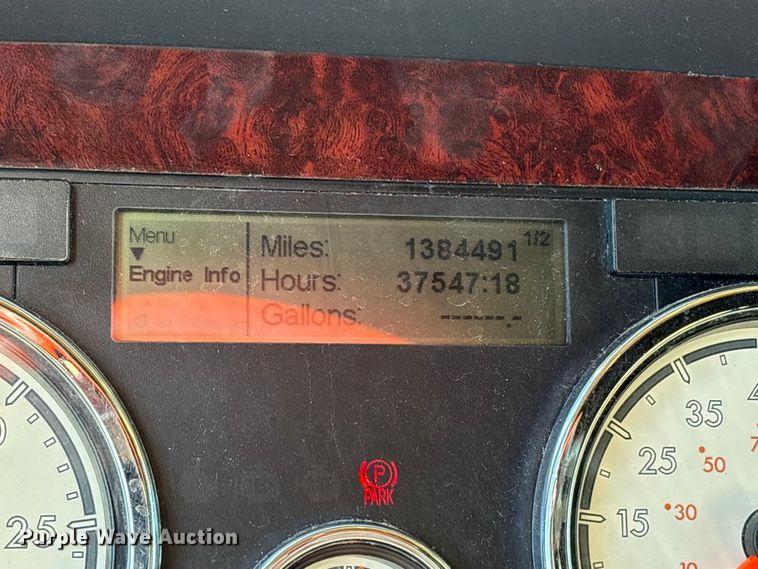 Menu
Engine Info
Miles: 1384491 1/2
Hours: 37547:18
Gallons: ------.-
P
PARK
25
35
50
25
15
30
10
Purple Wave Auction